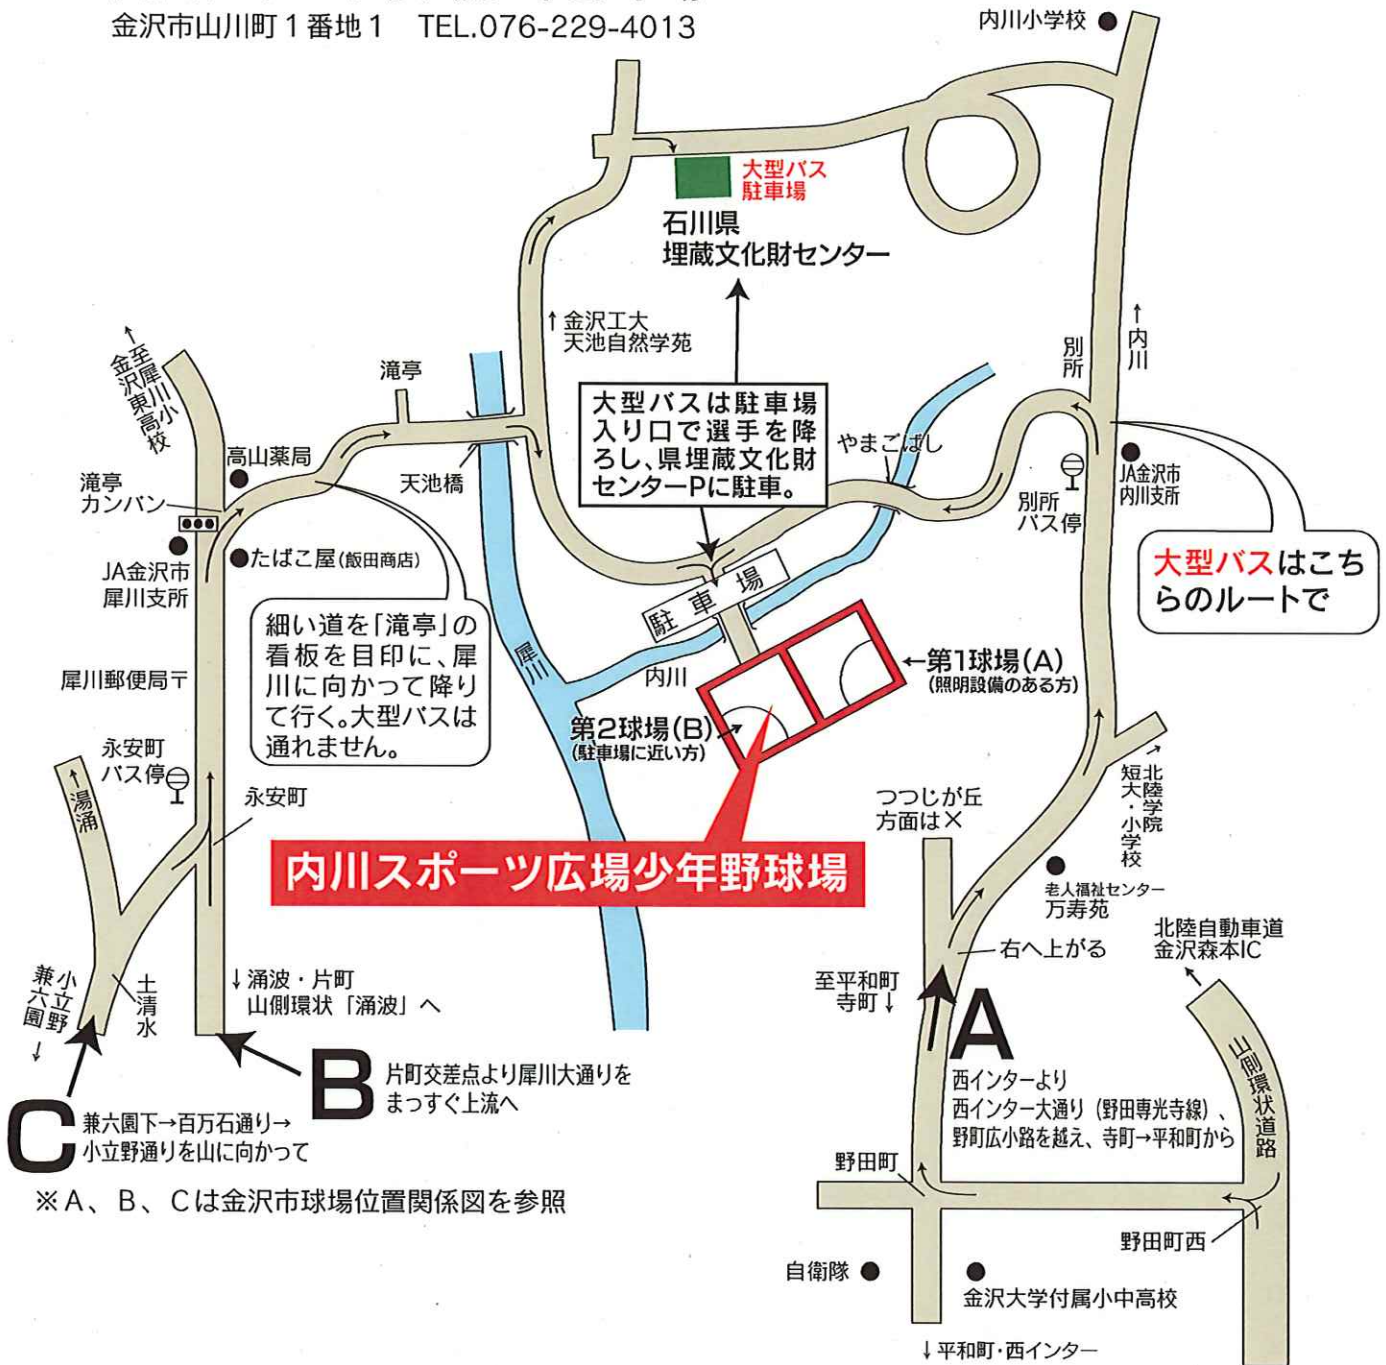 金沢市山川町1番地1　TEL.076-229-4013
内川小学校
大型バス
駐車場
石川県
埋蔵文化財センター
↑金沢工大
天池自然学苑
↑内川
別所
↑至犀川小
金沢東高校
滝亭
大型バスは駐車場
入り口で選手を降
ろし、県埋蔵文化財
センターPに駐車。
やまごばし
高山薬局
滝亭
カンバン
天池橋
別所
バス停
JA金沢市
内川支所
JA金沢市
犀川支所
たばこ屋(飯田商店)
大型バスはこち
らのルートで
駐車場
細い道を「滝亭」の
看板を目印に、犀
川に向かって降り
て行く。大型バスは
通れません。
犀川
内川
←第1球場(A)
(照明設備のある方)
犀川郵便局〒
第2球場(B)
(駐車場に近い方)
永安町
バス停
湯涌
永安町
北陸学院
短大・小学校
つつじが丘
方面は×
内川スポーツ広場少年野球場
老人福祉センター
万寿苑
右へ上がる
北陸自動車道
金沢森本IC
↓涌波・片町
山側環状「涌波」へ
至平和町
寺町↓
土清水
小立野
兼六園
↓
A
西インターより
西インター大通り（野田専光寺線）、
野町広小路を越え、寺町→平和町から
山側環状道路
B
片町交差点より犀川大通りを
まっすぐ上流へ
C
兼六園下→百万石通り→
小立野通りを山に向かって
※A、B、Cは金沢市球場位置関係図を参照
野田町
野田町西
自衛隊
金沢大学付属小中高校
↓平和町・西インター